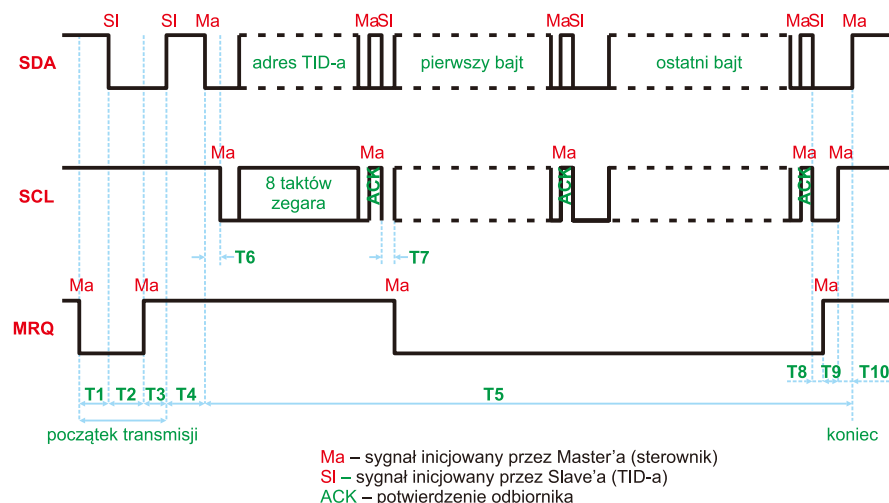 SI SI Ma MaSI MaSI MaSI Ma
SDA adres TID-a pierwszy bajt ostatni bajt
Ma Ma Ma Ma Ma
SCL 8 taktów zegara ACK ACK ACK
T6 T7
Ma Ma Ma Ma
MRQ
T8 T9 T10
T1 T2 T3 T4 T5
początek transmisji koniec
Ma – sygnał inicjowany przez Master'a (sterownik)
SI – sygnał inicjowany przez Slave'a (TID-a)
ACK – potwierdzenie odbiornika